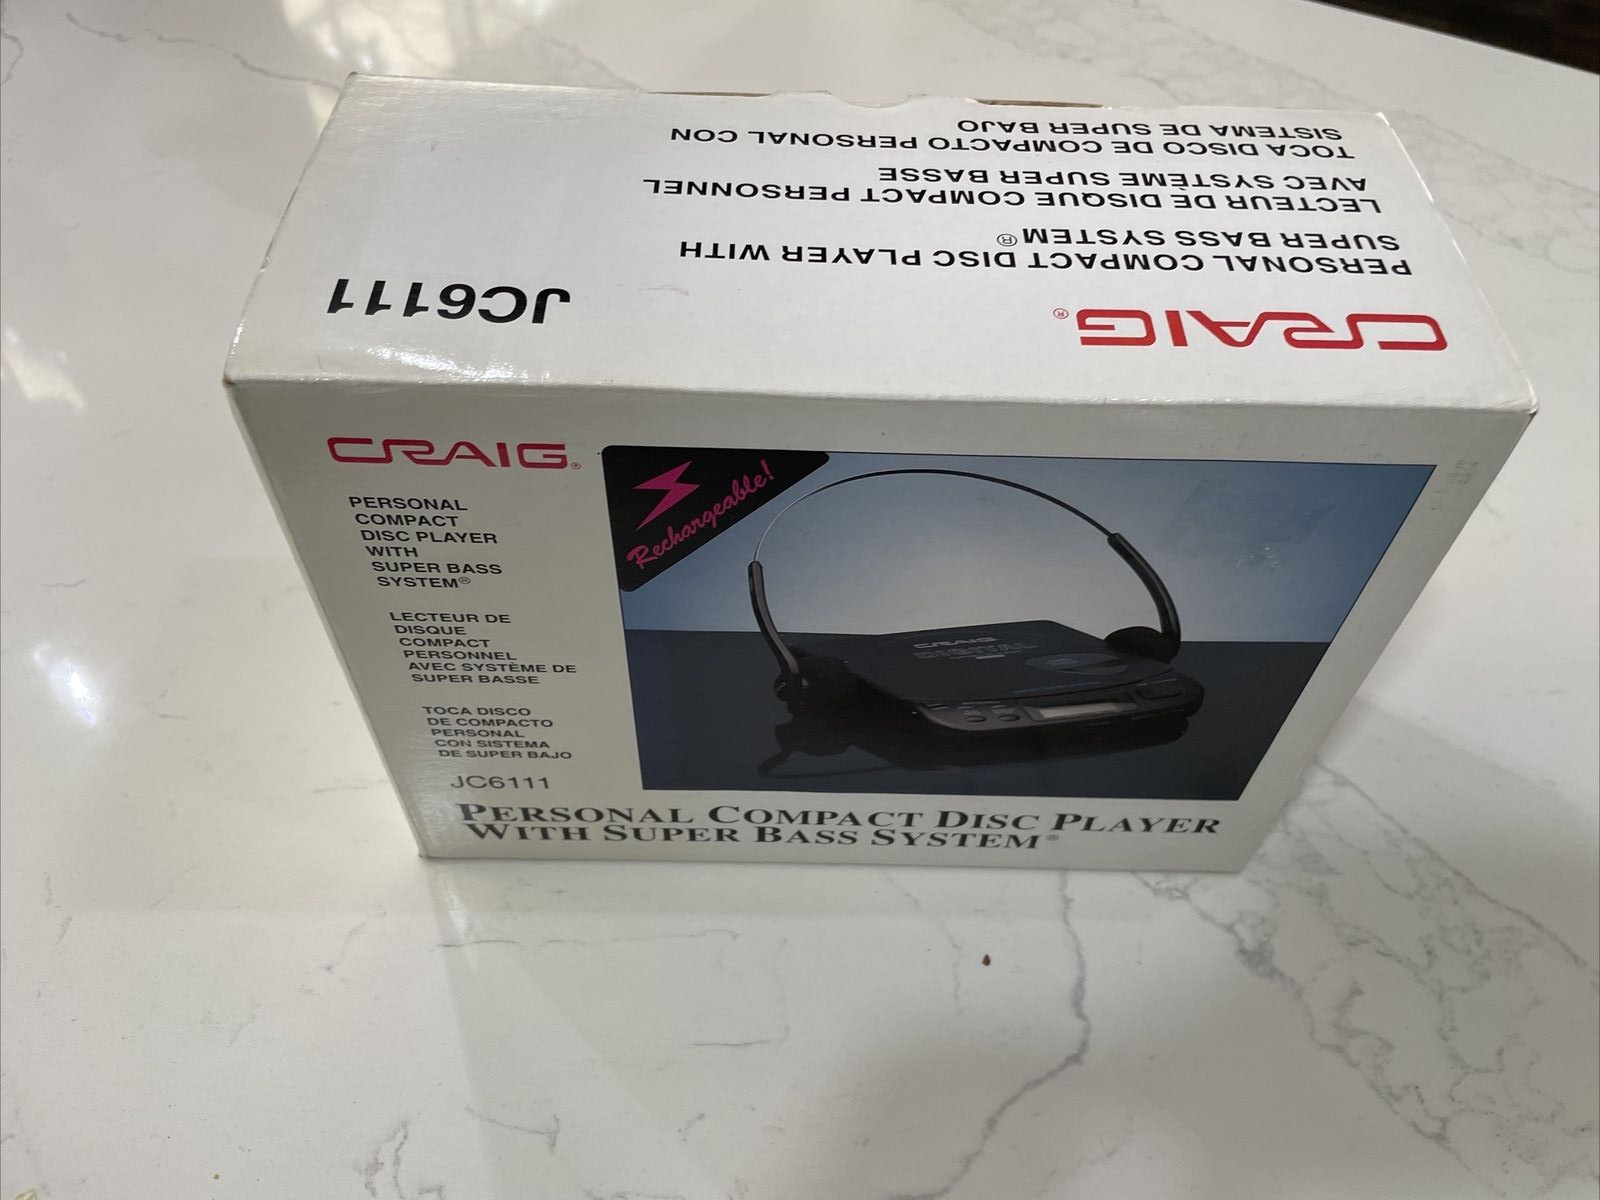 CRAIG®
PERSONAL COMPACT DISC PLAYER WITH
SUPER BASS SYSTEM®
LECTEUR DE DISQUE COMPACT PERSONNEL
AVEC SYSTÈME SUPER BASSE
TOCA DISCO DE COMPACTO PERSONAL CON
SISTEMA DE SUPER BAJO
JC6111
CRAIG®
PERSONAL
COMPACT
DISC PLAYER
WITH
SUPER BASS
SYSTEM®
LECTEUR DE
DISQUE
COMPACT
PERSONNEL
AVEC SYSTÈME DE
SUPER BASSE
TOCA DISCO
DE COMPACTO
PERSONAL
CON SISTEMA
DE SUPER BAJO
JC6111
Rechargeable!
CRAIG
DIGITAL
PERSONAL COMPACT DISC PLAYER
WITH SUPER BASS SYSTEM®